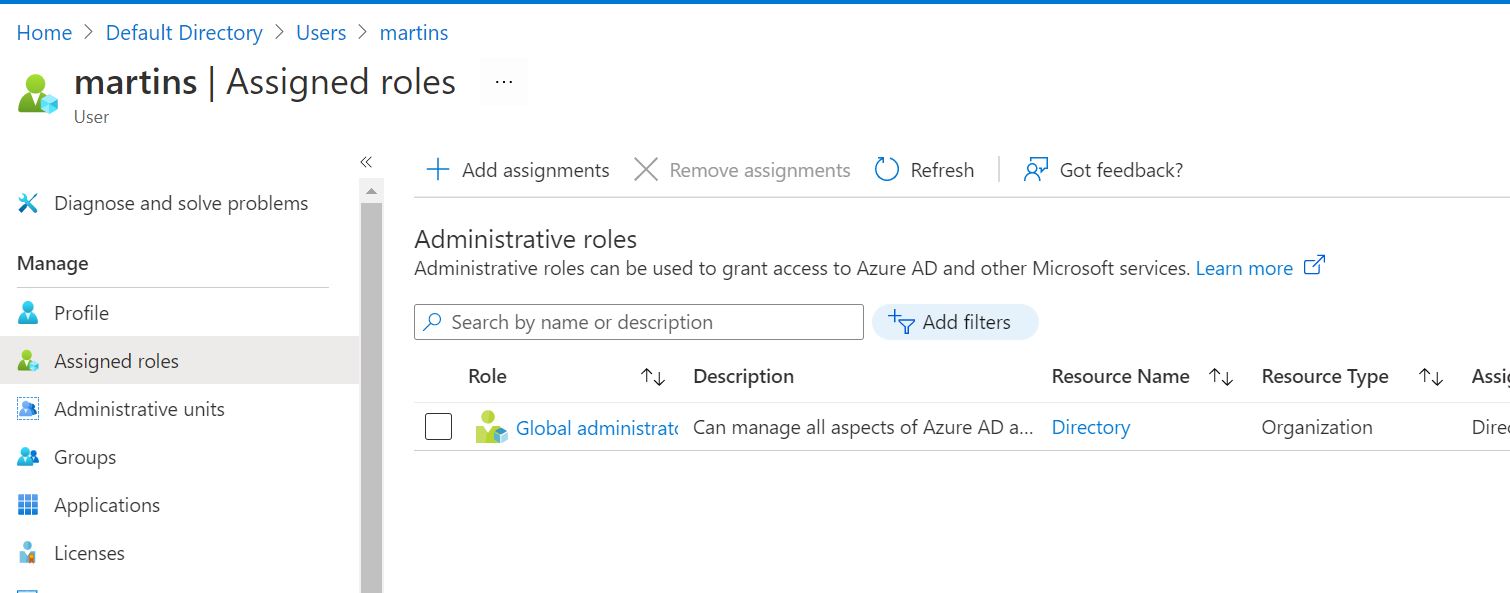 Home > Default Directory > Users > martins
martins | Assigned roles ...
User
«
Diagnose and solve problems
Manage
Profile
Assigned roles
Administrative units
Groups
Applications
Licenses
Add assignments Remove assignments Refresh | Got feedback?
Administrative roles
Administrative roles can be used to grant access to Azure AD and other Microsoft services. Learn more
Search by name or description Add filters
Role Description Resource Name Resource Type Assi
Global administrato Can manage all aspects of Azure AD a... Directory Organization Direc